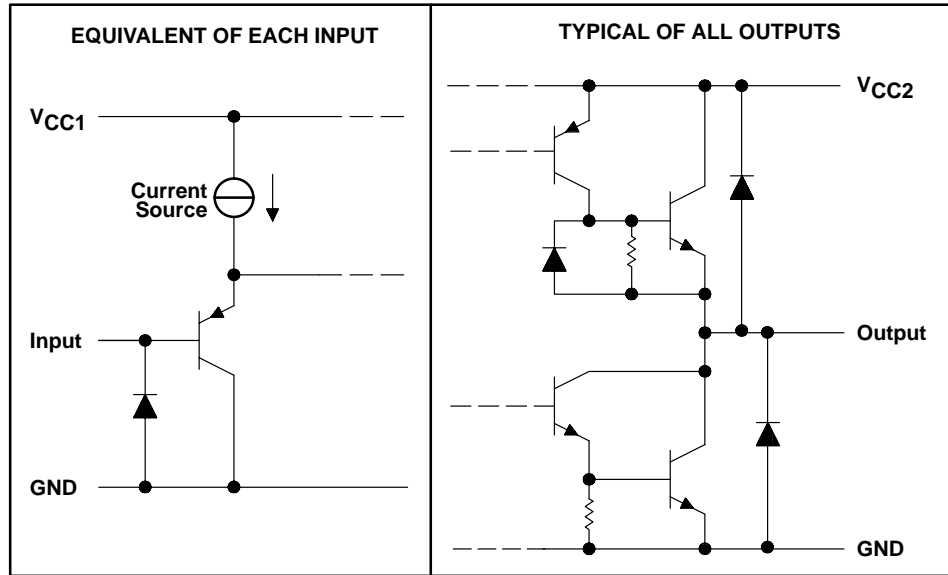 EQUIVALENT OF EACH INPUT
VCC1
Current
Source
Input
GND
TYPICAL OF ALL OUTPUTS
VCC2
Output
GND